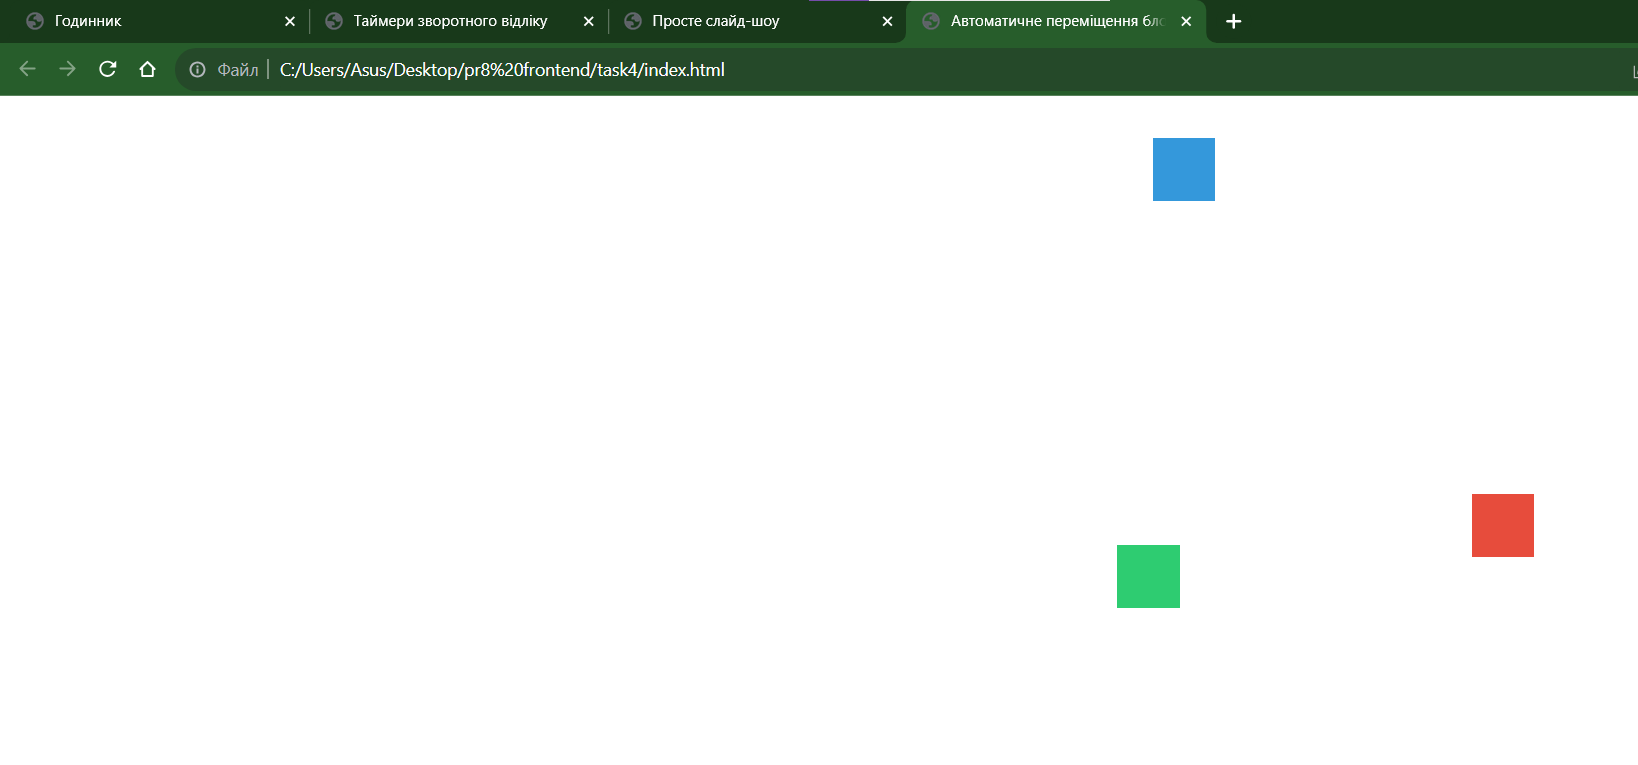 Годинник
Таймери зворотного відліку
Просте слайд-шоу
Автоматичне переміщення бло
Файл
C:/Users/Asus/Desktop/pr8%20frontend/task4/index.html